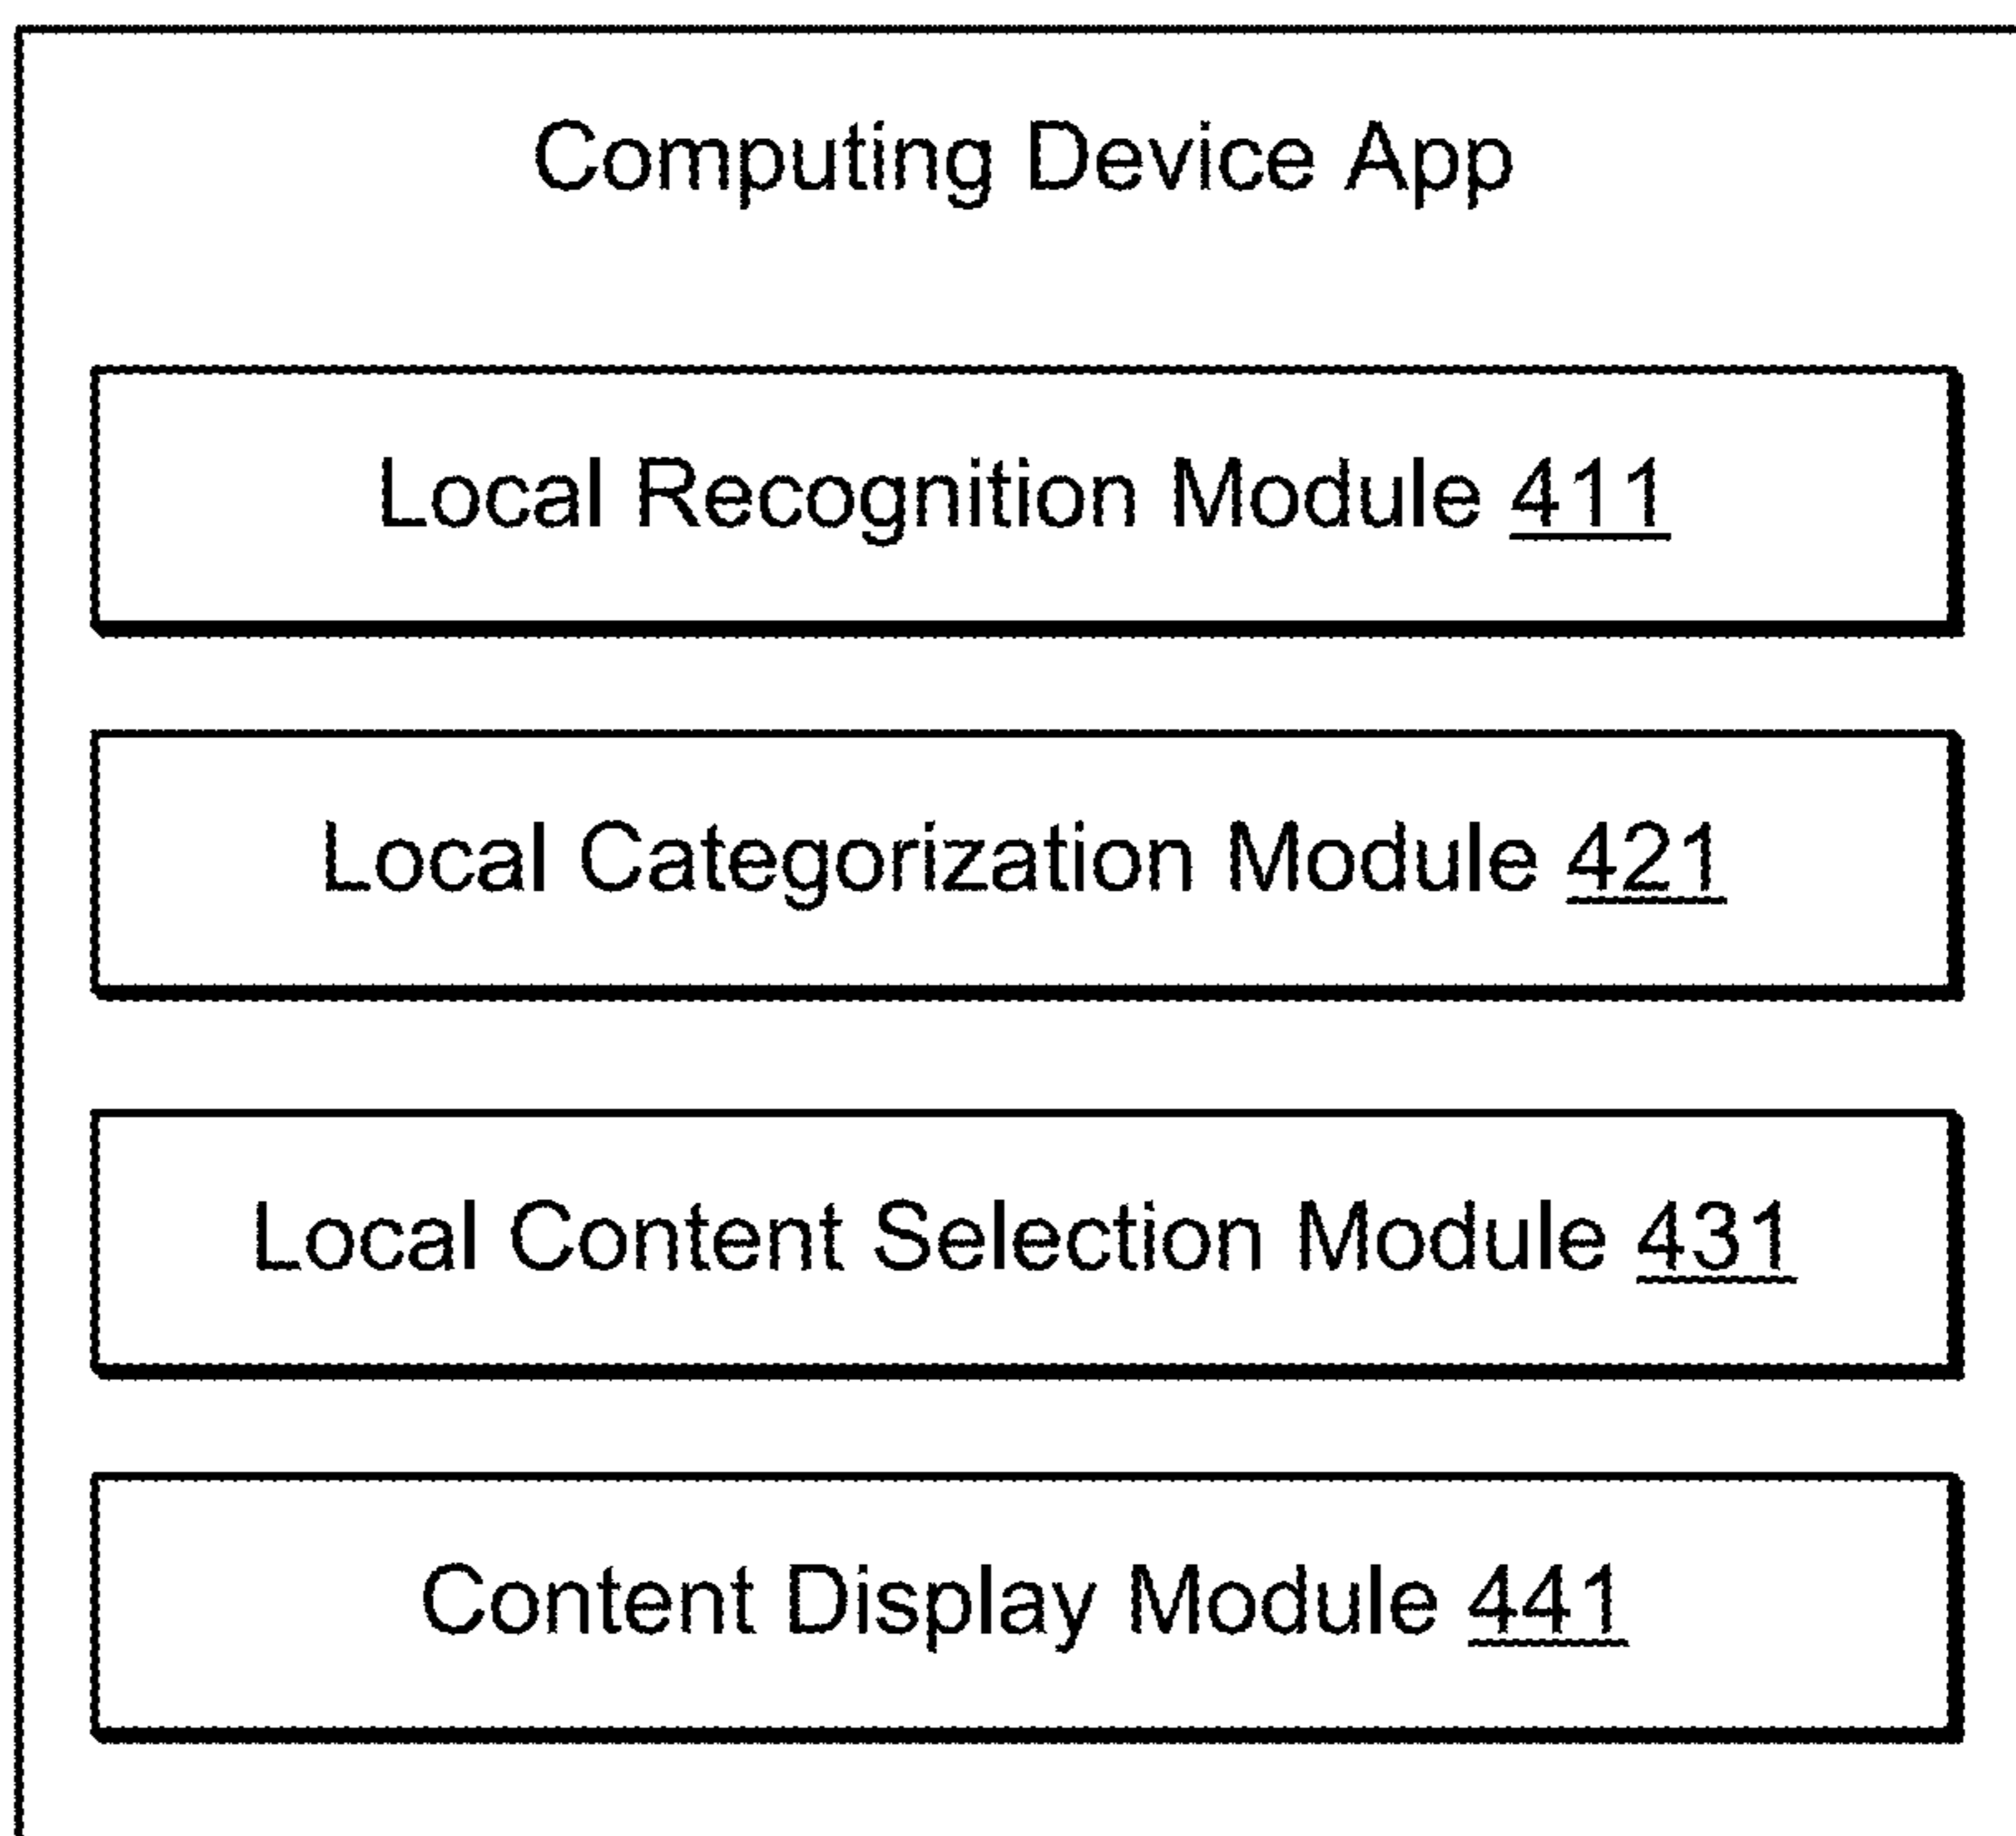 Computing Device App
Local Recognition Module 411
Local Categorization Module 421
Local Content Selection Module 431
Content Display Module 441